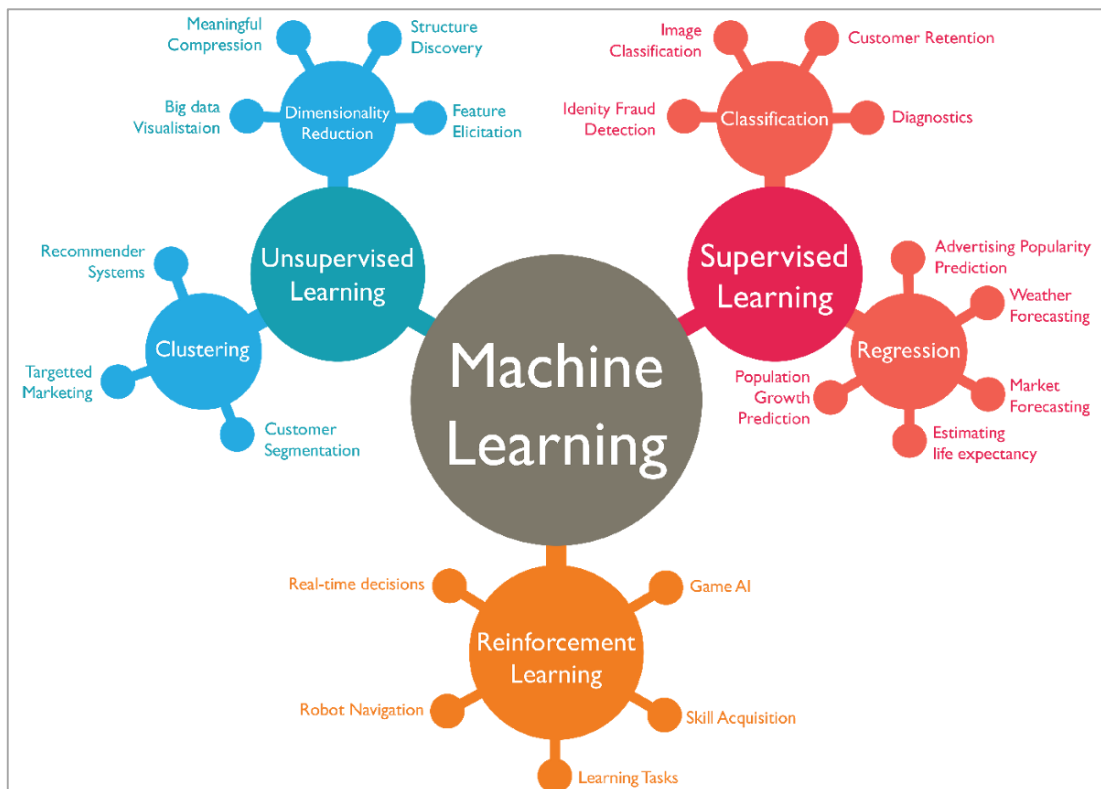 Meaningful
Compression
Structure
Discovery
Big data
Visualistaion
Dimensionality
Reduction
Feature
Elicitation
Image
Classification
Customer Retention
Idenity Fraud
Detection
Classification
Diagnostics
Unsupervised
Learning
Supervised
Learning
Recommender
Systems
Clustering
Targetted
Marketing
Customer
Segmentation
Machine
Learning
Advertising Popularity
Prediction
Weather
Forecasting
Regression
Population
Growth
Prediction
Market
Forecasting
Estimating
life expectancy
Real-time decisions
Game AI
Reinforcement
Learning
Robot Navigation
Skill Acquisition
Learning Tasks